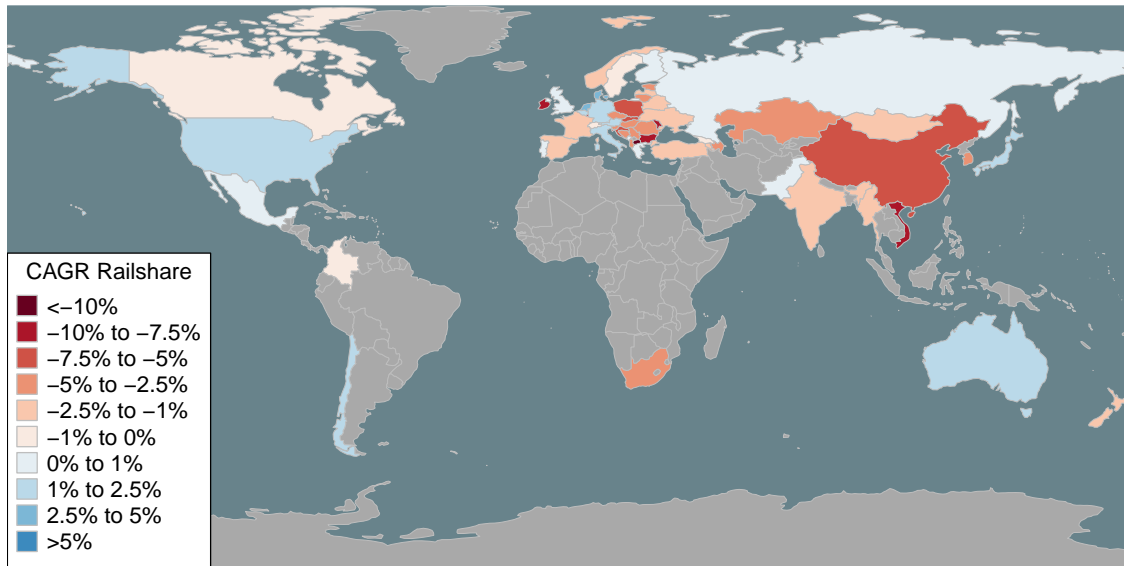 CAGR Railshare
<−10%
−10% to −7.5%
−7.5% to −5%
−5% to −2.5%
−2.5% to −1%
−1% to 0%
0% to 1%
1% to 2.5%
2.5% to 5%
>5%